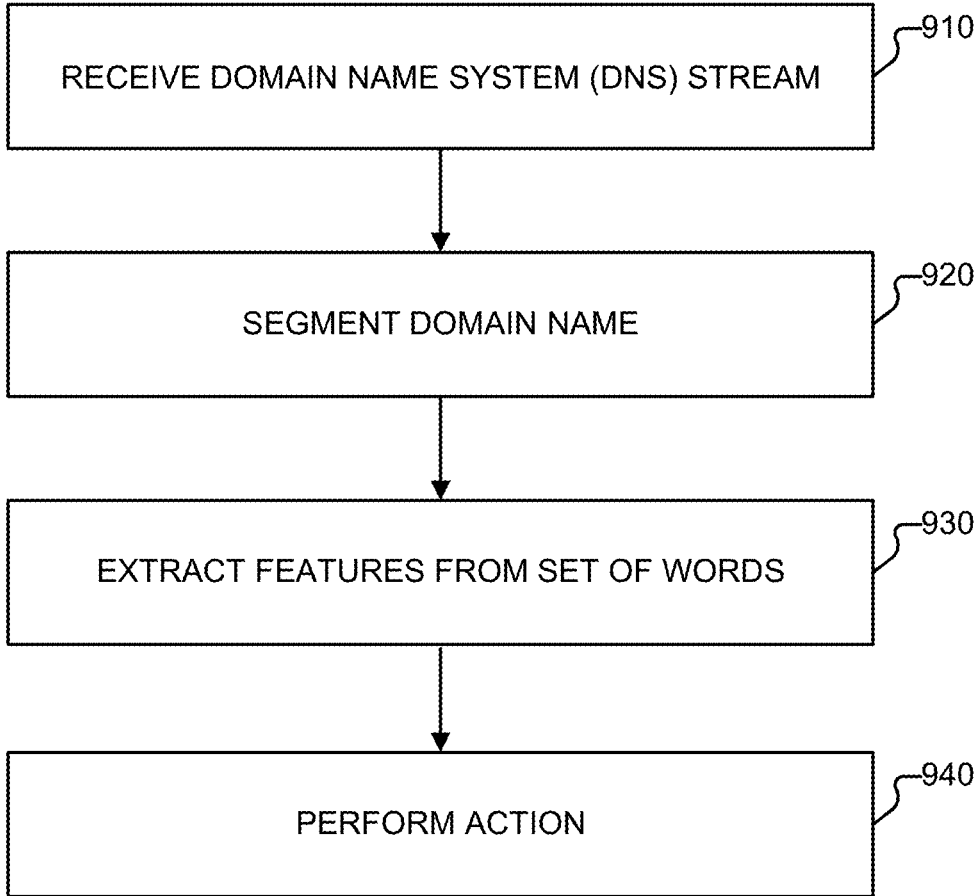 RECEIVE DOMAIN NAME SYSTEM (DNS) STREAM
910
SEGMENT DOMAIN NAME
920
EXTRACT FEATURES FROM SET OF WORDS
930
PERFORM ACTION
940